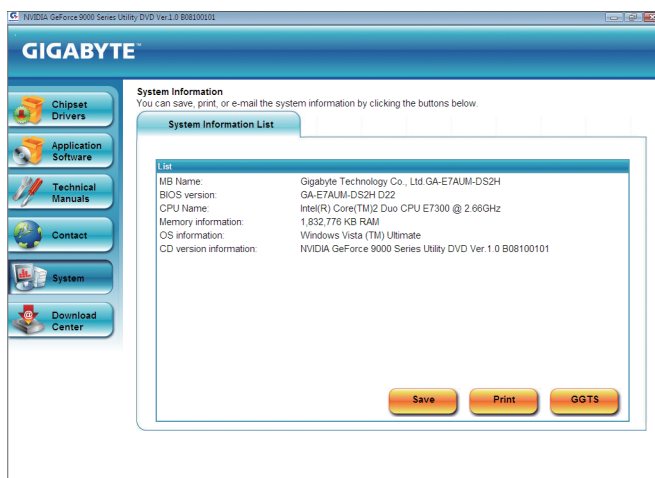 NVIDIA GeForce 9000 Series Utility DVD Ver.1.0 B08100101
GIGABYTE™
System Information
You can save, print, or e-mail the system information by clicking the buttons below.
System Information List
Chipset
Drivers
Application
Software
Technical
Manuals
Contact
System
Download
Center
List
MB Name: Gigabyte Technology Co., Ltd.GA-E7AUM-DS2H
BIOS version: GA-E7AUM-DS2H D22
CPU Name: Intel(R) Core(TM)2 Duo CPU E7300 @ 2.66GHz
Memory information: 1,832,776 KB RAM
OS information: Windows Vista (TM) Ultimate
CD version information: NVIDIA GeForce 9000 Series Utility DVD Ver.1.0 B08100101
Save Print GGTS